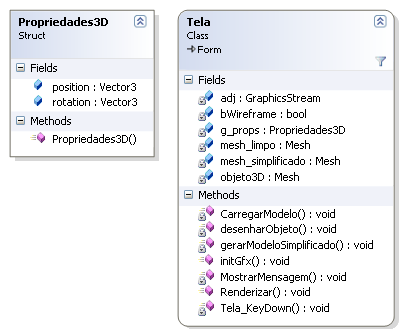 Propriedades3D
Struct
Fields
position : Vector3
rotation : Vector3
Methods
Propriedades3D()
Tela
Class
Form
Fields
adj : GraphicsStream
bWireframe : bool
g_props : Propriedades3D
mesh_limpo : Mesh
mesh_simplificado : Mesh
objeto3D : Mesh
Methods
CarregarModelo() : void
desenharObjeto() : void
gerarModeloSimplificado() : void
initGfx() : void
MostrarMensagem() : void
Renderizar() : void
Tela_KeyDown() : void